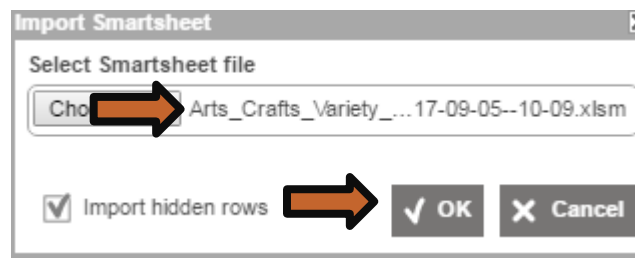 Import Smartsheet
Select Smartsheet file
Cho Arts_Crafts_Variety_...17-09-05--10-09.xlsm
Import hidden rows OK Cancel